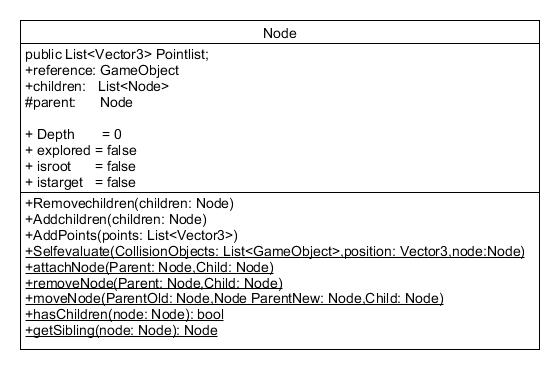 Node
public List<Vector3> Pointlist;
+reference: GameObject
+children: List<Node>
#parent: Node
+ Depth = 0
+ explored = false
+ isroot = false
+ istarget = false
+Removechildren(children: Node)
+Addchildren(children: Node)
+AddPoints(points: List<Vector3>)
+Selfevaluate(CollisionObjects: List<GameObject>,position: Vector3,node:Node)
+attachNode(Parent: Node,Child: Node)
+removeNode(Parent: Node,Child: Node)
+moveNode(ParentOld: Node,Node ParentNew: Node,Child: Node)
+hasChildren(node: Node): bool
+getSibling(node: Node): Node